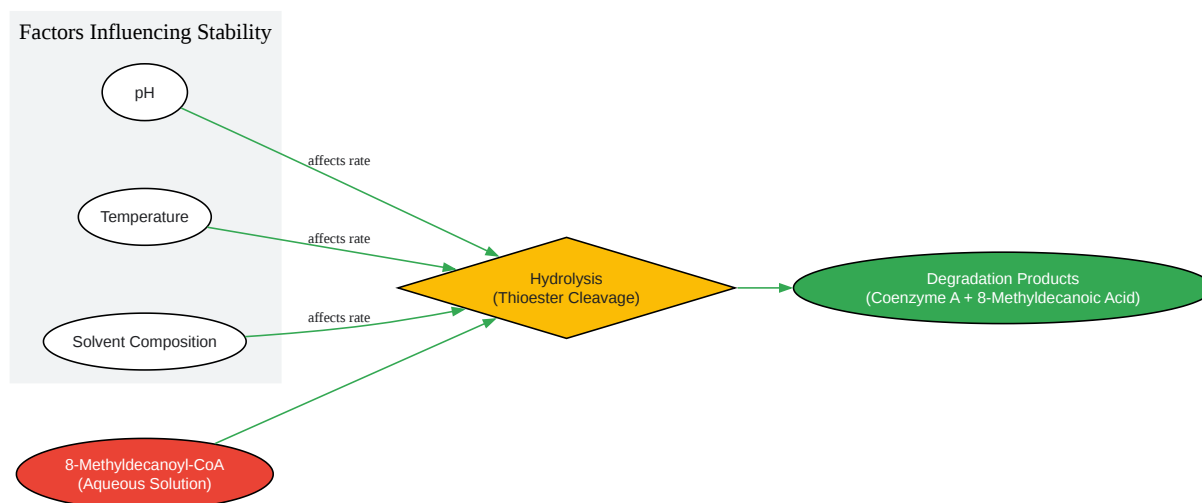 Factors Influencing Stability
pH
affects rate
Temperature
affects rate
Solvent Composition
affects rate
8-Methyldecanoyl-CoA
(Aqueous Solution)
Hydrolysis
(Thioester Cleavage)
Degradation Products
(Coenzyme A + 8-Methyldecanoic Acid)